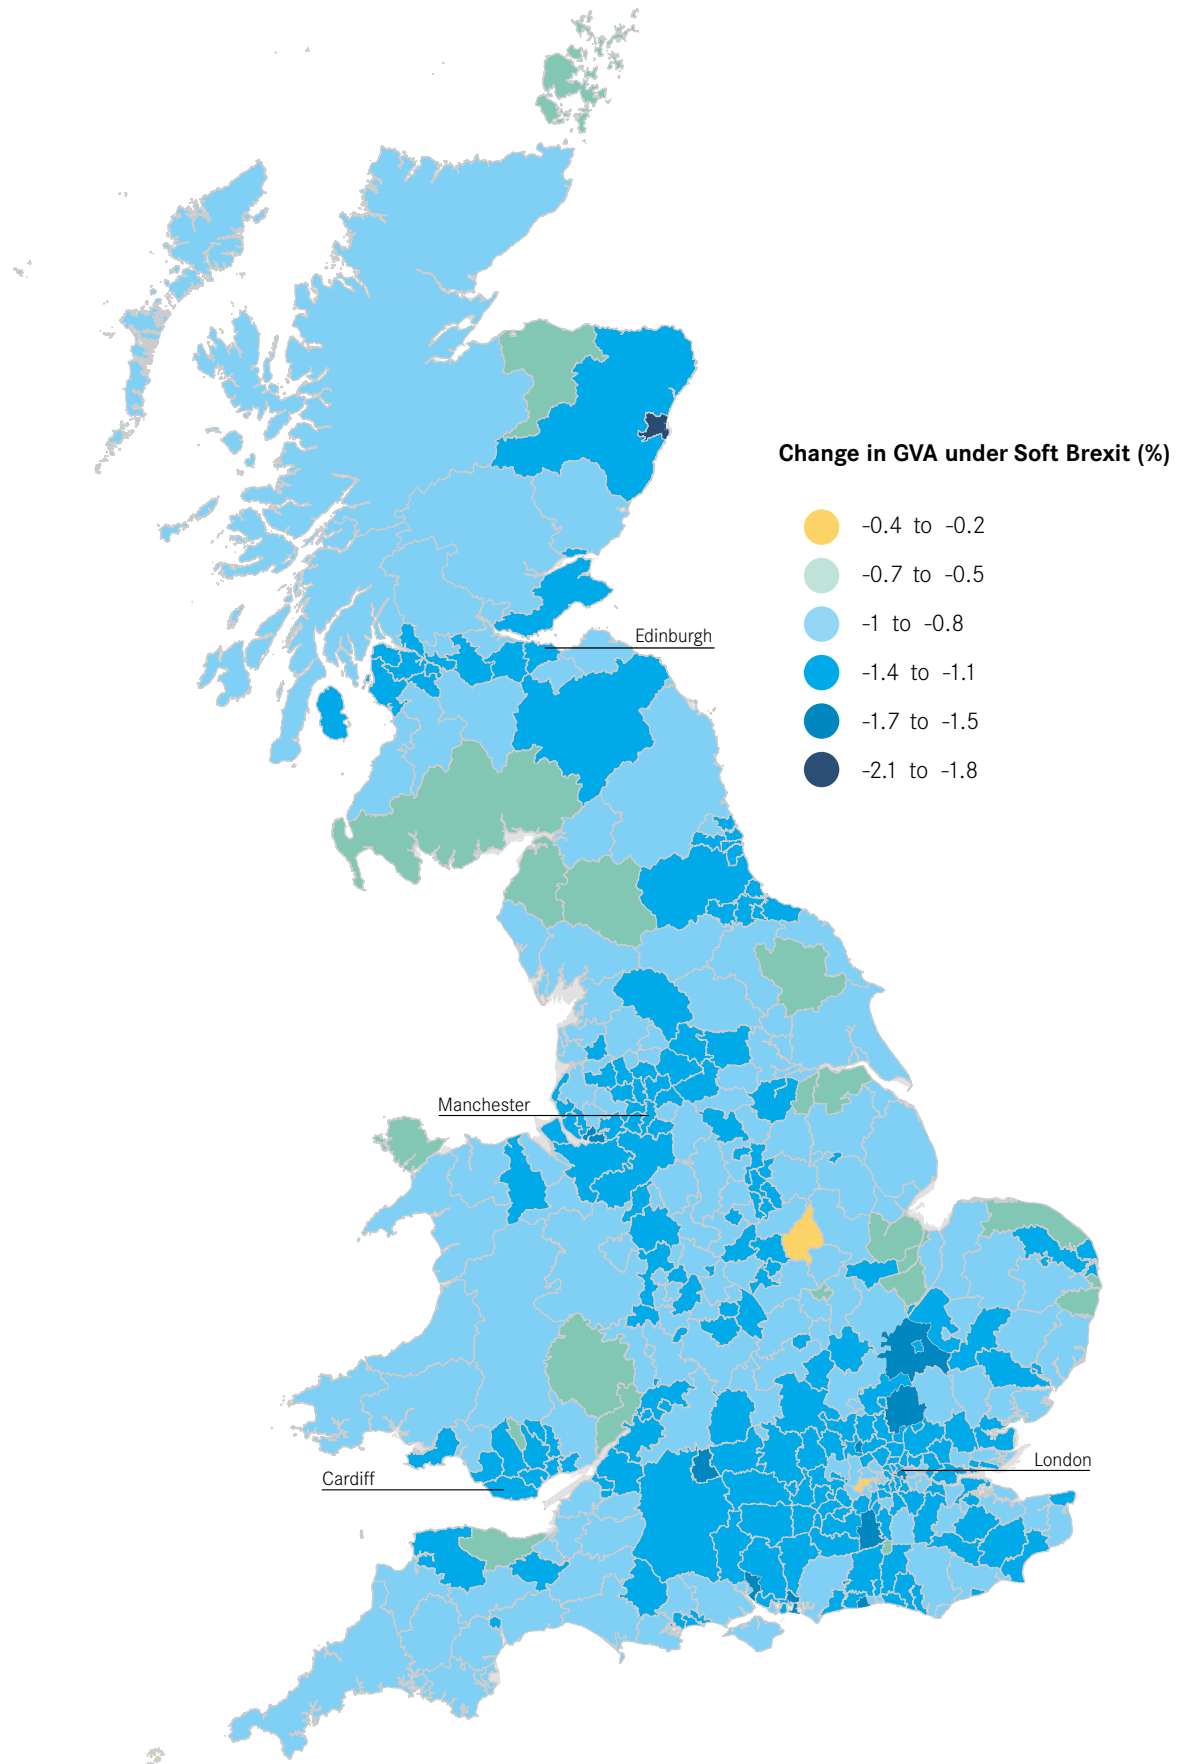 Change in GVA under Soft Brexit (%)
-0.4 to -0.2
-0.7 to -0.5
-1 to -0.8
-1.4 to -1.1
-1.7 to -1.5
-2.1 to -1.8
Edinburgh
Manchester
London
Cardiff